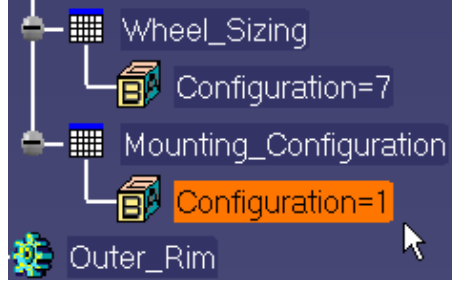 Wheel_Sizing
Configuration=7
Mounting_Configuration
Configuration=1
Outer_Rim